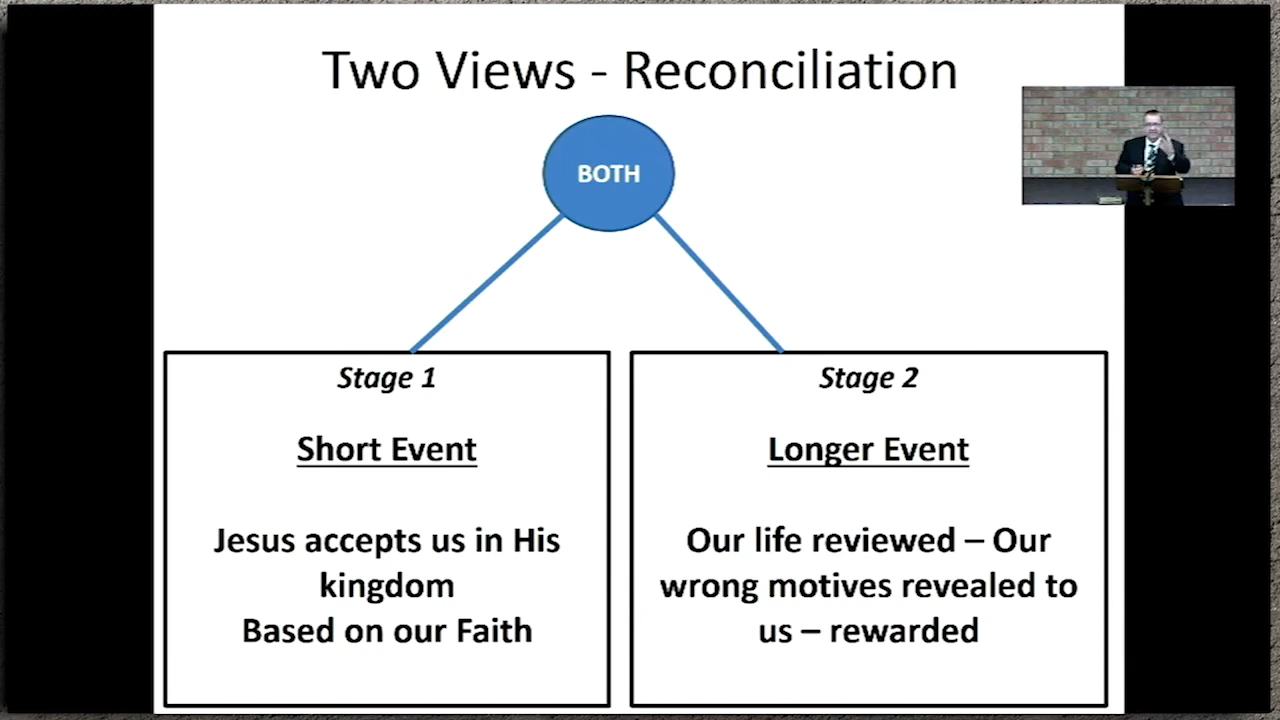 Two Views - Reconciliation
BOTH
Stage 1
Short Event
Jesus accepts us in His
kingdom
Based on our Faith
Stage 2
Longer Event
Our life reviewed – Our
wrong motives revealed to
us – rewarded